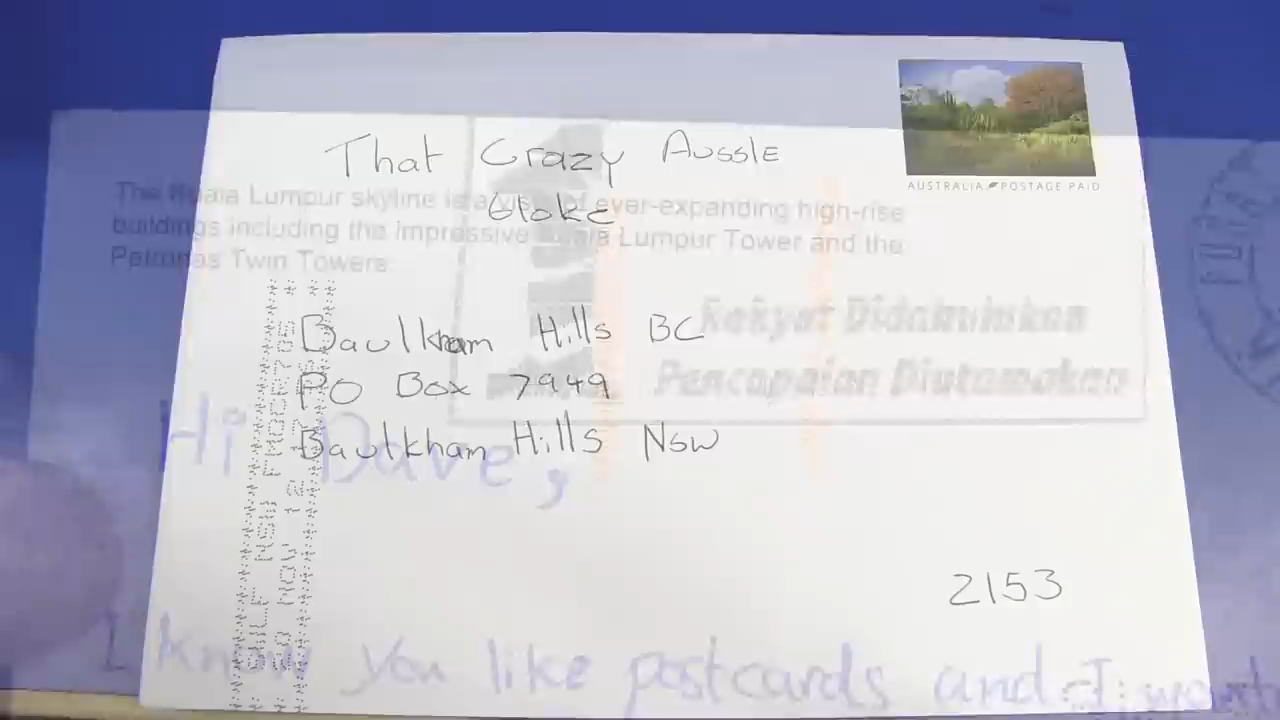 That Crazy Aussie
Bloke
AUSTRALIA POSTAGE PAID
The Kuala Lumpur skyline is a ever-expanding high-rise
buildings including the impressive Kuala Lumpur Tower and the
Petronas Twin Towers.
Baulkham Hills BC
Rakyat Didahulukan
PO Box 7949
Pencapaian Diutamakan
Baulkham Hills NSW
Hi Dave,
2153
I know you like postcards and I want